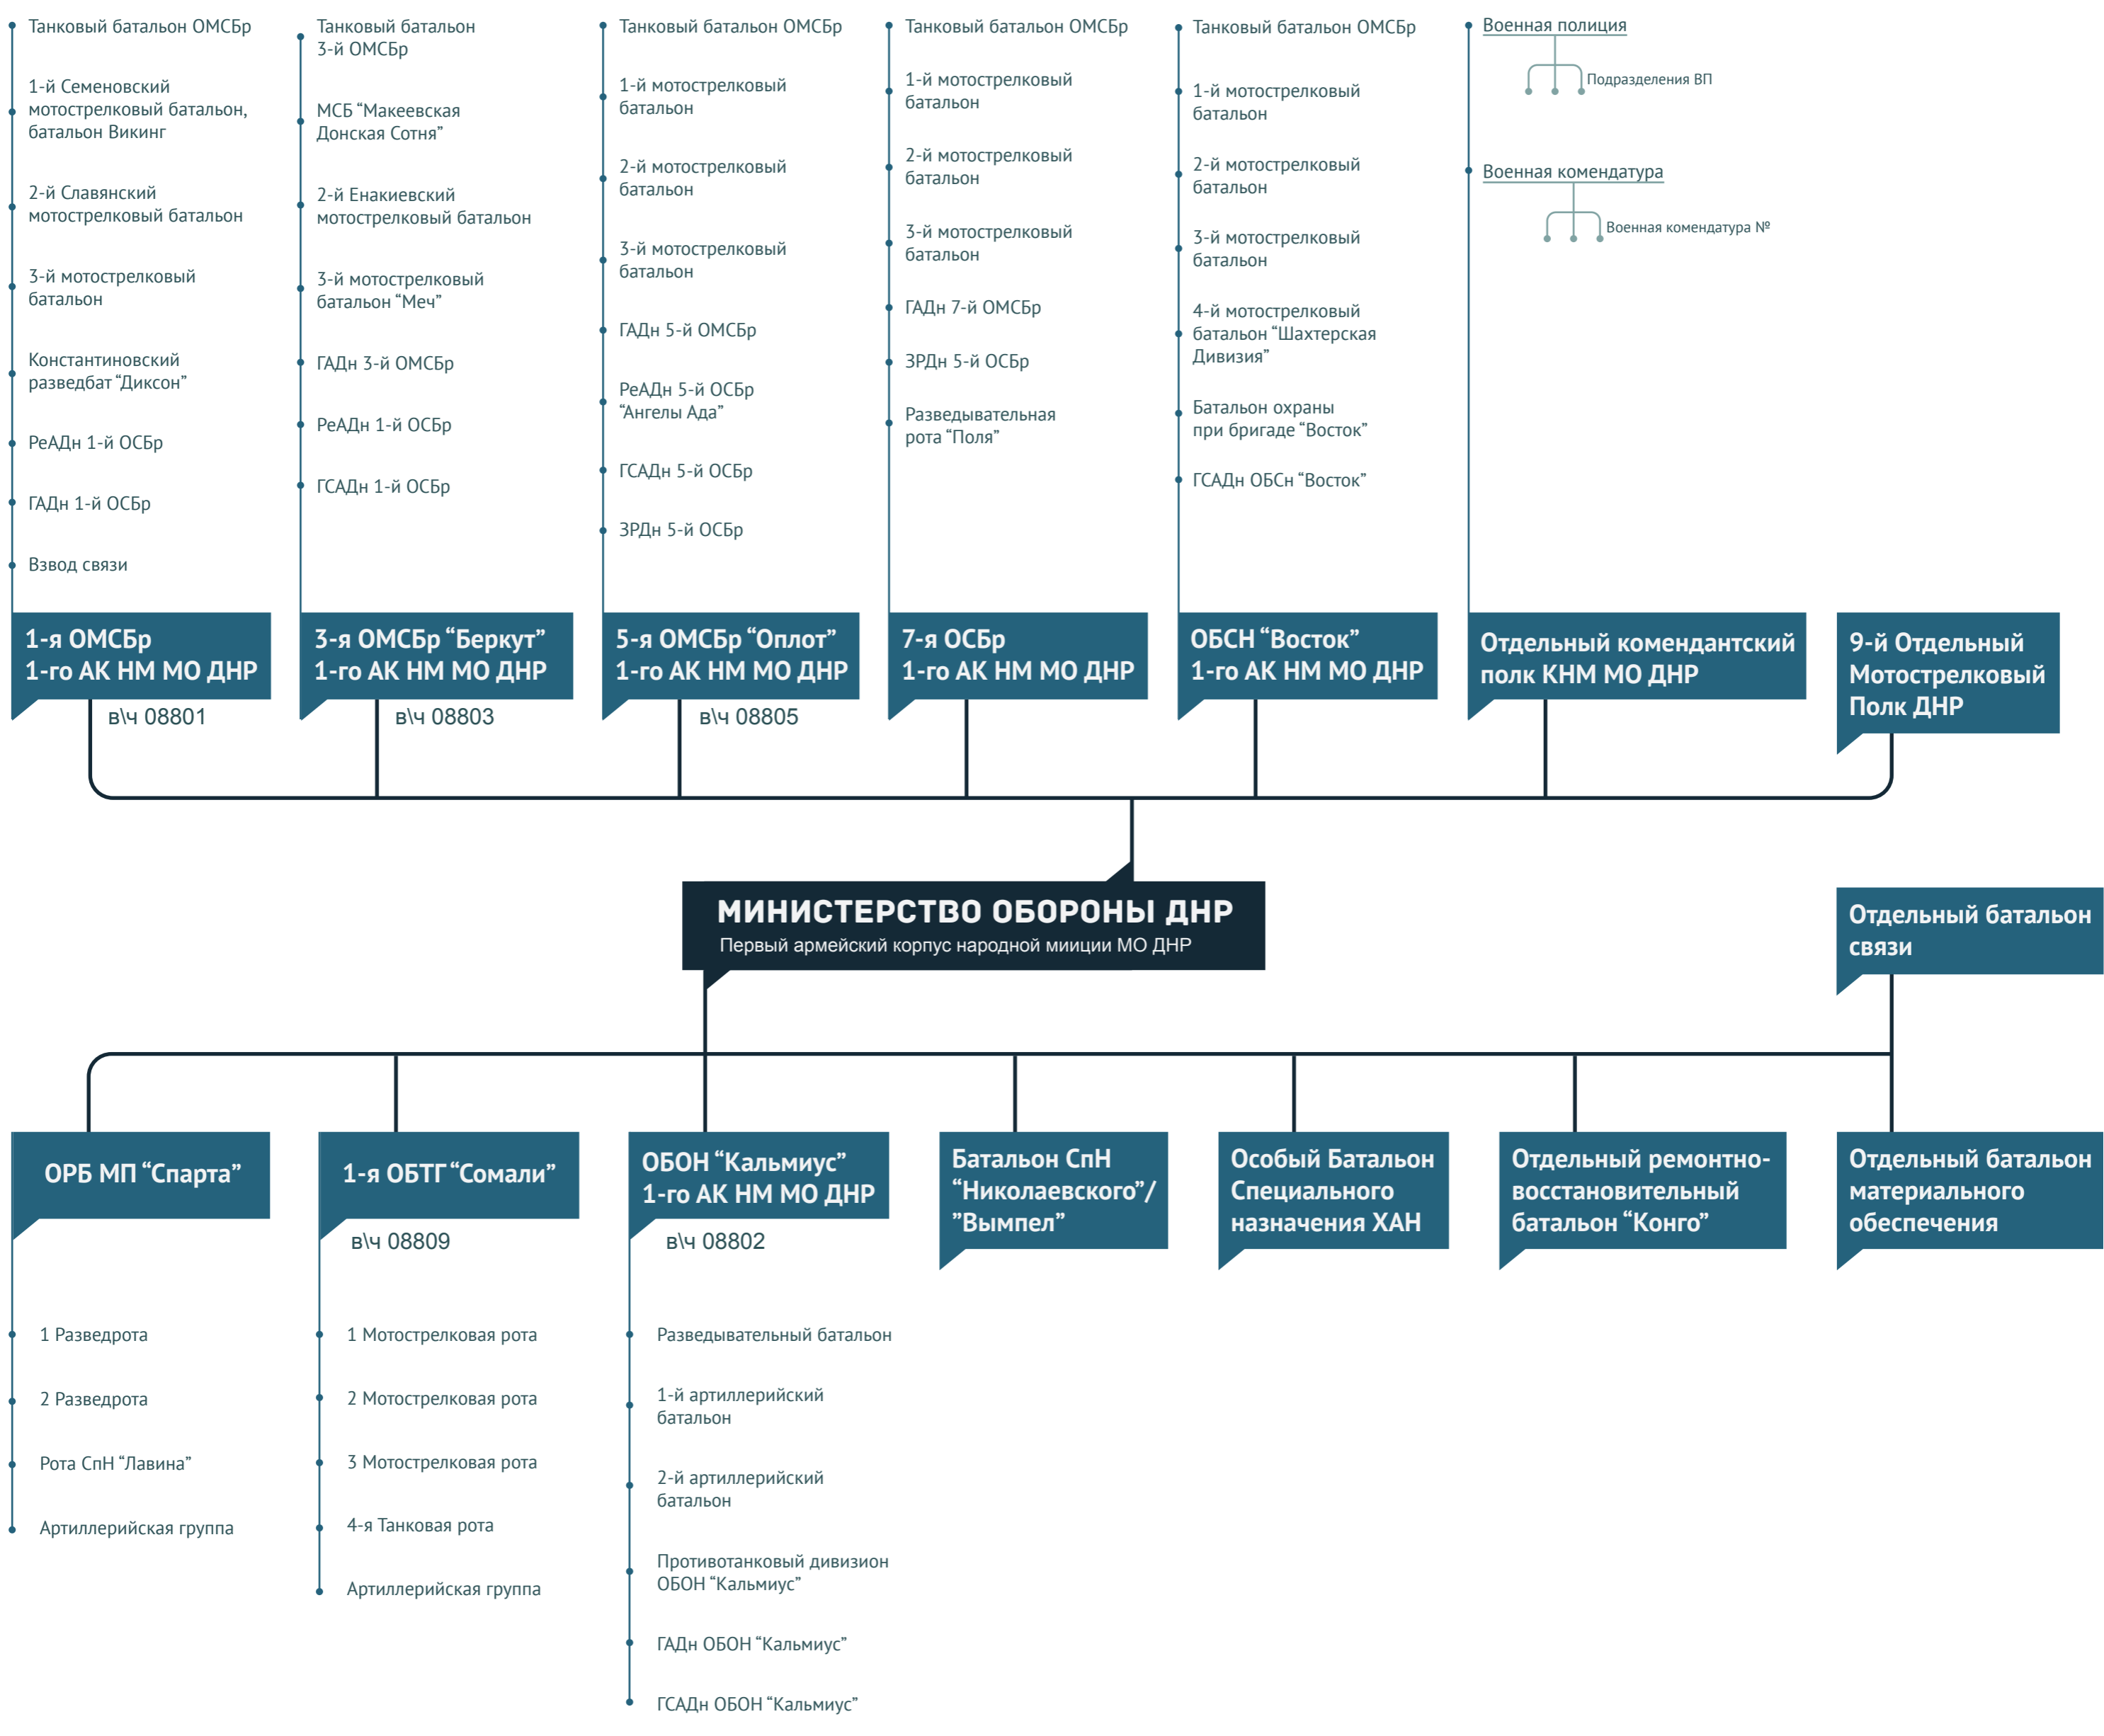 Танковый батальон ОМСБр
1-й Семеновский
мотострелковый батальон,
батальон Викинг
2-й Славянский
мотострелковый батальон
3-й мотострелковый
батальон
Константиновский
разведбат “Диксон”
РеАДн 1-й ОСБр
ГАДн 1-й ОСБр
Взвод связи
1-я ОМСБр
1-го АК НМ МО ДНР
в\ч 08801
Танковый батальон
3-й ОМСБр
МСБ “Макеевская
Донская Сотня”
2-й Енакиевский
мотострелковый батальон
3-й мотострелковый
батальон “Меч”
ГАДн 3-й ОМСБр
РеАДн 1-й ОСБр
ГСАДн 1-й ОСБр
3-я ОМСБр “Беркут”
1-го АК НМ МО ДНР
в\ч 08803
Танковый батальон ОМСБр
1-й мотострелковый
батальон
2-й мотострелковый
батальон
3-й мотострелковый
батальон
ГАДн 5-й ОМСБр
РеАДн 5-й ОСБр
“Ангелы Ада”
ГСАДн 5-й ОСБр
ЗРДн 5-й ОСБр
5-я ОМСБр “Оплот”
1-го АК НМ МО ДНР
в\ч 08805
Танковый батальон ОМСБр
1-й мотострелковый
батальон
2-й мотострелковый
батальон
3-й мотострелковый
батальон
ГАДн 7-й ОМСБр
ЗРДн 5-й ОСБр
Разведывательная
рота “Поля”
7-я ОСБр
1-го АК НМ МО ДНР
Танковый батальон ОМСБр
1-й мотострелковый
батальон
2-й мотострелковый
батальон
3-й мотострелковый
батальон
4-й мотострелковый
батальон “Шахтерская
Дивизия”
Батальон охраны
при бригаде “Восток”
ГСАДн ОБСн “Восток”
ОБСН “Восток”
1-го АК НМ МО ДНР
Военная полиция
Подразделения ВП
Военная комендатура
Военная комендатура №
Отдельный комендантский
полк КНМ МО ДНР
9-й Отдельный
Мотострелковый
Полк ДНР
МИНИСТЕРСТВО ОБОРОНЫ ДНР
Первый армейский корпус народной мииции МО ДНР
Отдельный батальон
связи
ОРБ МП “Спарта”
1 Разведрота
2 Разведрота
Рота СпН “Лавина”
Артиллерийская группа
1-я ОБТГ “Сомали”
в\ч 08809
1 Мотострелковая рота
2 Мотострелковая рота
3 Мотострелковая рота
4-я Танковая рота
Артиллерийская группа
ОБОН “Кальмиус”
1-го АК НМ МО ДНР
в\ч 08802
Разведывательный батальон
1-й артиллерийский
батальон
2-й артиллерийский
батальон
Противотанковый дивизион
ОБОН “Кальмиус”
ГАДн ОБОН “Кальмиус”
ГСАДн ОБОН “Кальмиус”
Батальон СпН
“Николаевского”/
”Вымпел”
Особый Батальон
Специального
назначения ХАН
Отдельный ремонтно-
восстановительный
батальон “Конго”
Отдельный батальон
материального
обеспечения